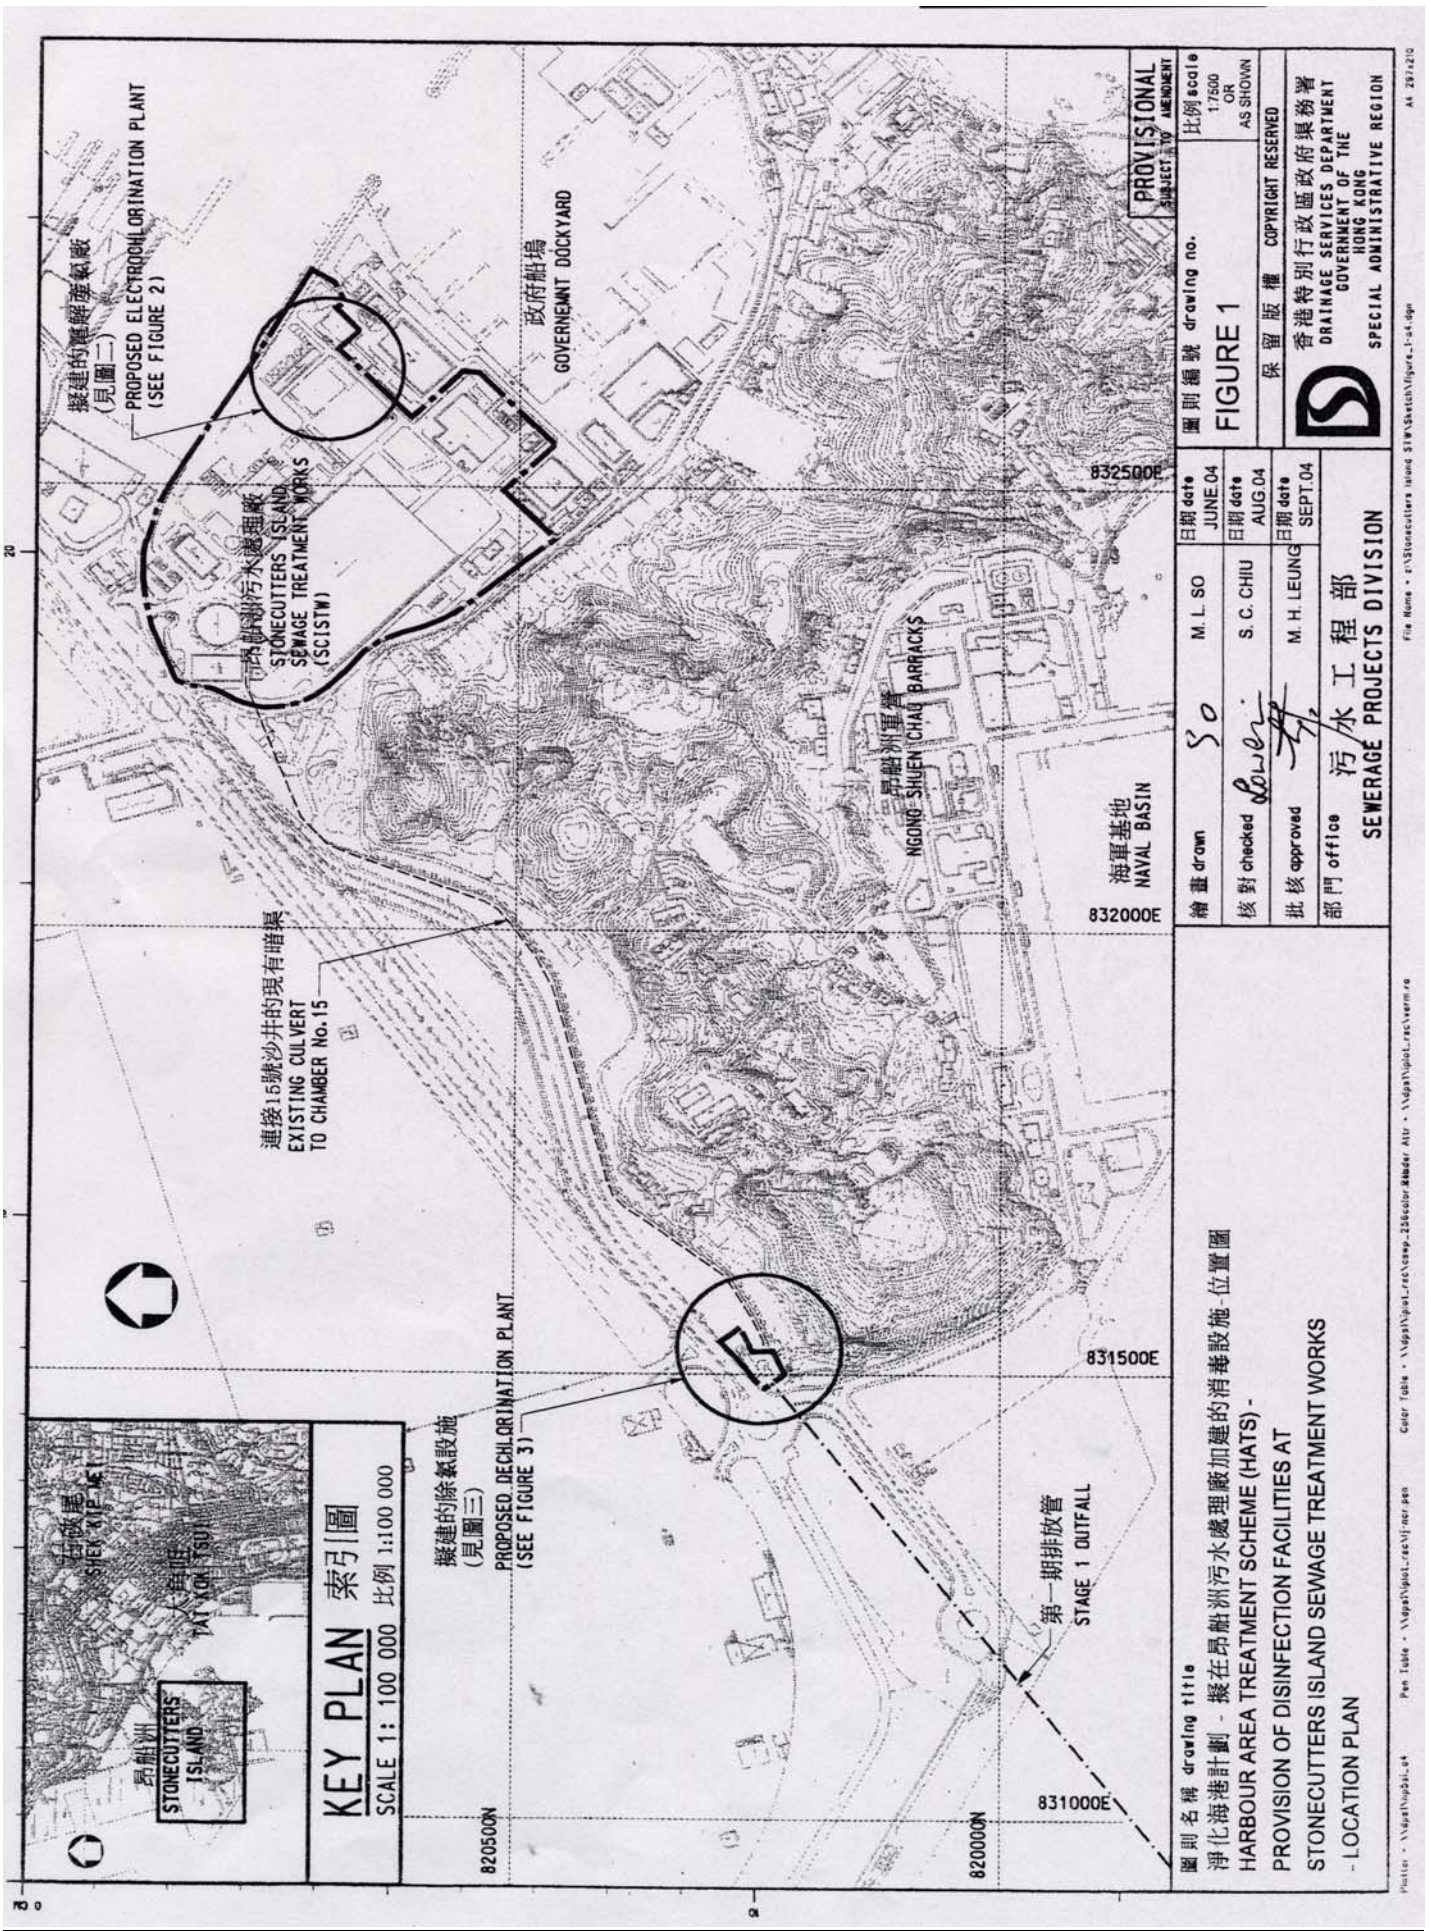 KEY PLAN 索引圖
SCALE 1: 100 000 比例 1:100 000
石硤尾
SHEK KIP MEI
大角咀
TAI KOK TSUI
昂船洲
STONECUTTERS
ISLAND
擬建的電解產氯廠
(見圖二)
PROPOSED ELECTROCHLORINATION PLANT
(SEE FIGURE 2)
昂船洲污水處理廠
STONECUTTERS ISLAND
SEWAGE TREATMENT WORKS
(SCISTW)
政府船塢
GOVERNEMNT DOCKYARD
連接15號沙井的現有暗渠
EXISTING CULVERT
TO CHAMBER No.15
擬建的除氯設施
(見圖三)
PROPOSED DECHLORINATION PLANT
(SEE FIGURE 3)
昂船洲軍營
NGONG SHUEN CHAU BARRACKS
海軍基地
NAVAL BASIN
第一期排放管
STAGE 1 OUTFALL
820500N
820000N
831000E
831500E
832000E
832500E
PROVISIONAL
SUBJECT TO AMENDMENT
圖則名稱 drawing title
淨化海港計劃 - 擬在昂船洲污水處理廠加建的消毒設施-位置圖
HARBOUR AREA TREATMENT SCHEME (HATS) -
PROVISION OF DISINFECTION FACILITIES AT
STONECUTTERS ISLAND SEWAGE TREATMENT WORKS
- LOCATION PLAN
繪畫 drawn So M. L. SO 日期 date JUNE.04
核對 checked S. C. CHIU 日期 date AUG.04
批核 approved M. H. LEUNG 日期 date SEPT.04
部門 office 污水工程部
SEWERAGE PROJECTS DIVISION
圖則編號 drawing no.
FIGURE 1
比例 scale
1:7500
OR
AS SHOWN
保留版權 COPYRIGHT RESERVED
香港特別行政區政府渠務署
DRAINAGE SERVICES DEPARTMENT
GOVERNMENT OF THE
HONG KONG
SPECIAL ADMINISTRATIVE REGION
0
10
20
A4 297x210